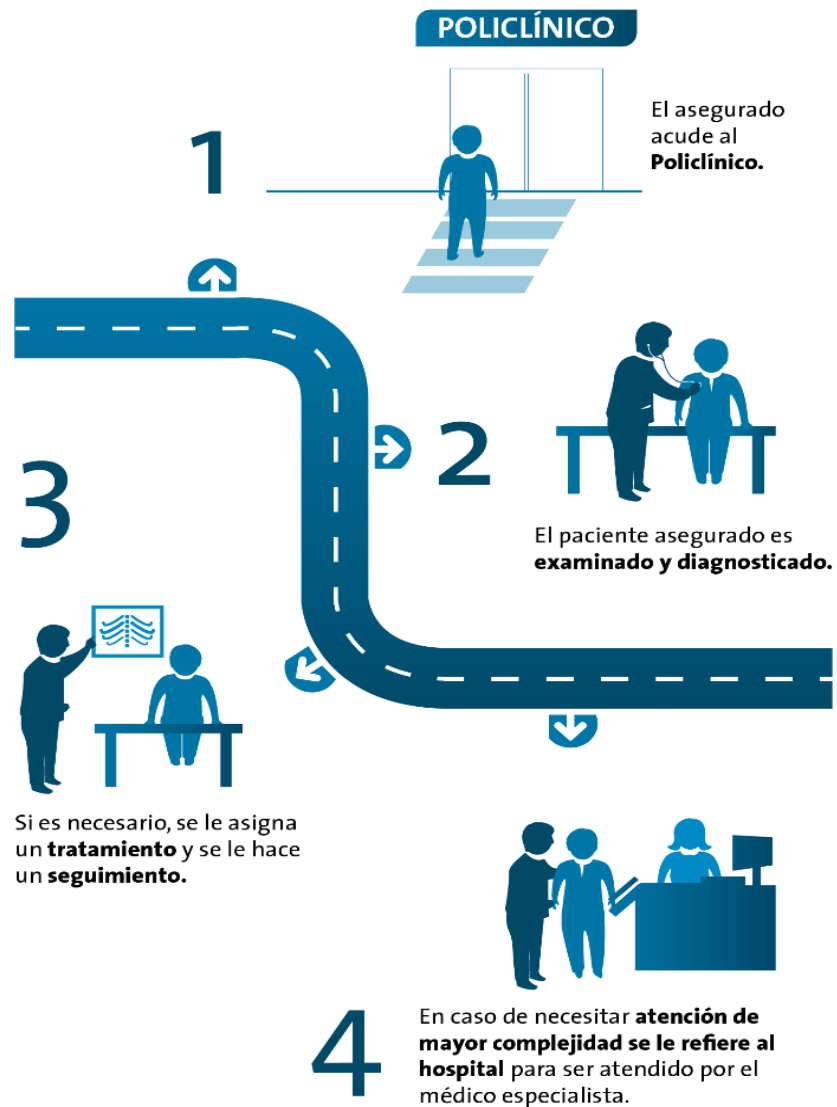 POLICLÍNICO
1
El asegurado
acude al
Policlínico.
2
El paciente asegurado es
examinado y diagnosticado.
3
Si es necesario, se le asigna
un tratamiento y se le hace
un seguimiento.
4
En caso de necesitar atención de
mayor complejidad se le refiere al
hospital para ser atendido por el
médico especialista.